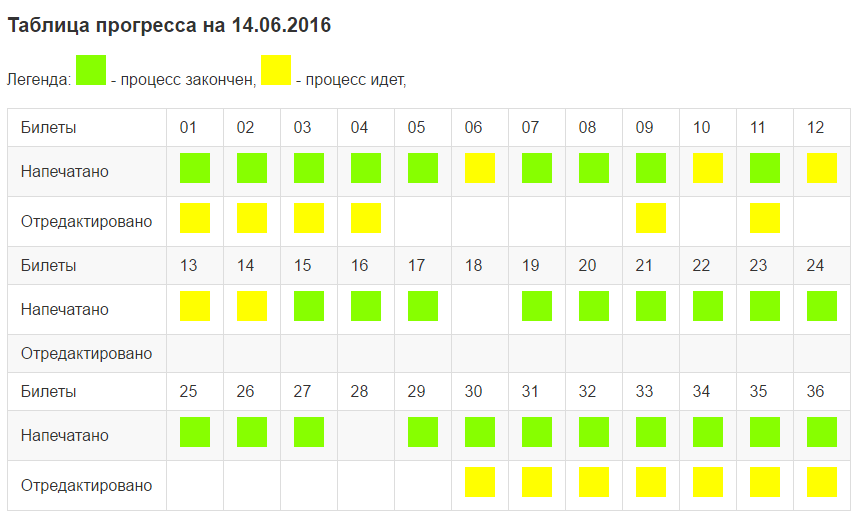 Таблица прогресса на 14.06.2016
Легенда: - процесс закончен, - процесс идет,
Билеты 01 02 03 04 05 06 07 08 09 10 11 12
Напечатано
Отредактировано
Билеты 13 14 15 16 17 18 19 20 21 22 23 24
Напечатано
Отредактировано
Билеты 25 26 27 28 29 30 31 32 33 34 35 36
Напечатано
Отредактировано